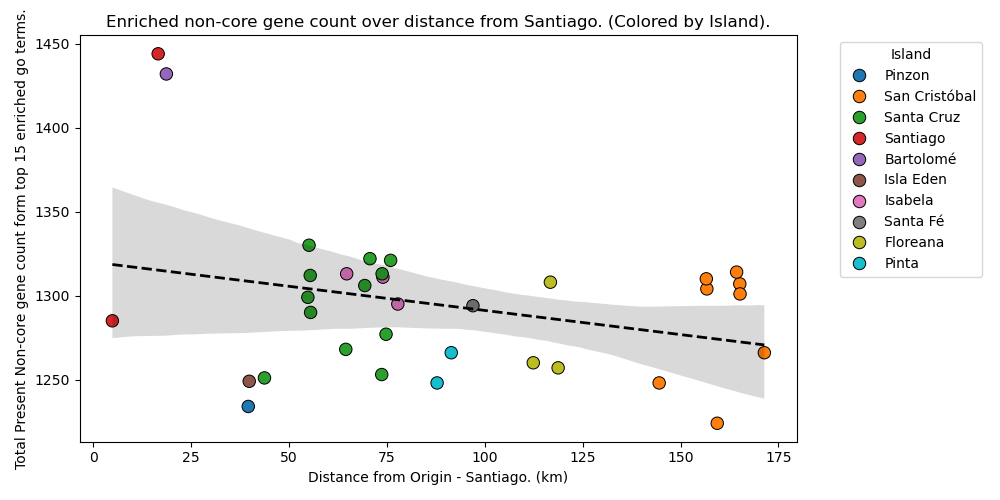 Enriched non-core gene count over distance from Santiago. (Colored by Island).
Total Present Non-core gene count form top 15 enriched go terms.
1450
1400
1350
1300
1250
0 25 50 75 100 125 150 175
Distance from Origin - Santiago. (km)
Island
Pinzon
San Cristóbal
Santa Cruz
Santiago
Bartolomé
Isla Eden
Isabela
Santa Fé
Floreana
Pinta